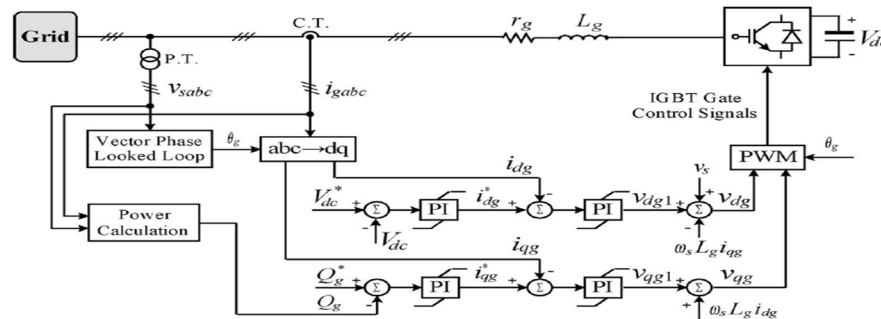 Grid
C.T.
P.T.
r_g
L_g
+
-
V_dc
v_sabc
i_gabc
IGBT Gate
Control Signals
Vector Phase
Looked Loop
θ_g
abc→dq
PWM
θ_g
i_dg
v_s
V_dc^*
+
Σ
-
V_dc
PI
i_dg^*
+
Σ
-
PI
v_dg1
+
Σ
+
-
v_dg
ω_s L_g i_qg
Power
Calculation
i_qg
Q_g^*
+
Σ
-
Q_g
PI
i_qg^*
+
Σ
-
PI
v_qg1
+
Σ
+
v_qg
ω_s L_g i_dg